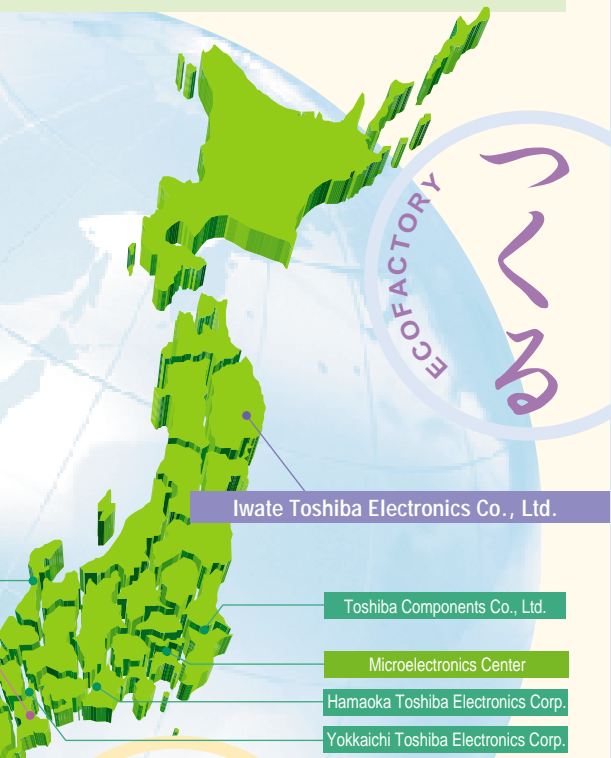 ECOFACTORY
つくる
Iwate Toshiba Electronics Co., Ltd.
Toshiba Components Co., Ltd.
Microelectronics Center
Hamaoka Toshiba Electronics Corp.
Yokkaichi Toshiba Electronics Corp.